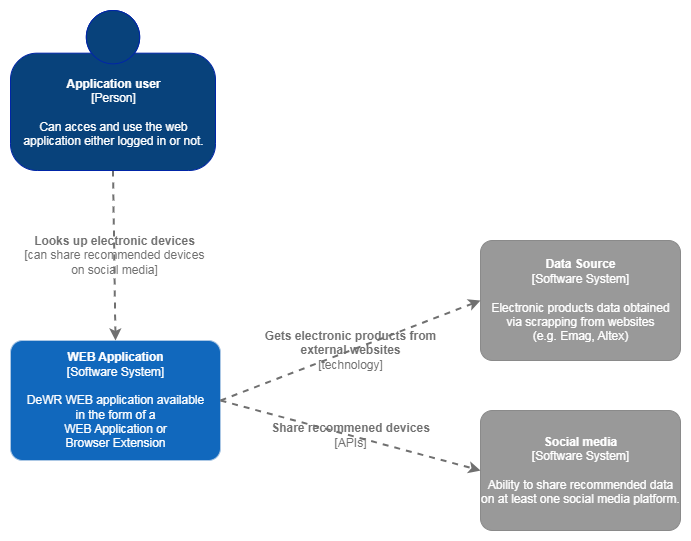 Application user
[Person]
Can acces and use the web
application either logged in or not.
Looks up electronic devices
[can share recommended devices
on social media]
WEB Application
[Software System]
DeWR WEB application available
in the form of a
WEB Application or
Browser Extension
Gets electronic products from
external websites
[technology]
Share recommened devices
[APIs]
Data Source
[Software System]
Electronic products data obtained
via scrapping from websites
(e.g. Emag, Altex)
Social media
[Software System]
Ability to share recommended data
on at least one social media platform.